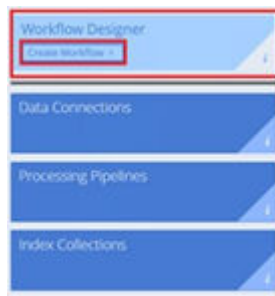 Workflow Designer
Create Workflow +
Data Connections
Processing Pipelines
Index Collections